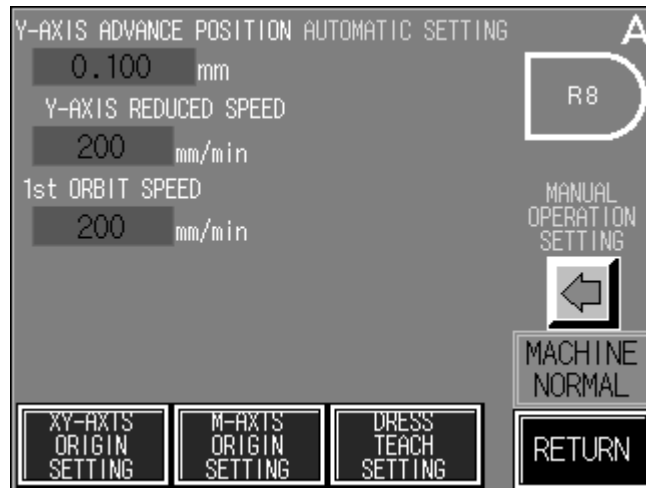 Y-AXIS ADVANCE POSITION AUTOMATIC SETTING
A
0.100 mm
R8
Y-AXIS REDUCED SPEED
200 mm/min
1st ORBIT SPEED
200 mm/min
MANUAL
OPERATION
SETTING
MACHINE
NORMAL
XY-AXIS
ORIGIN
SETTING
M-AXIS
ORIGIN
SETTING
DRESS
TEACH
SETTING
RETURN